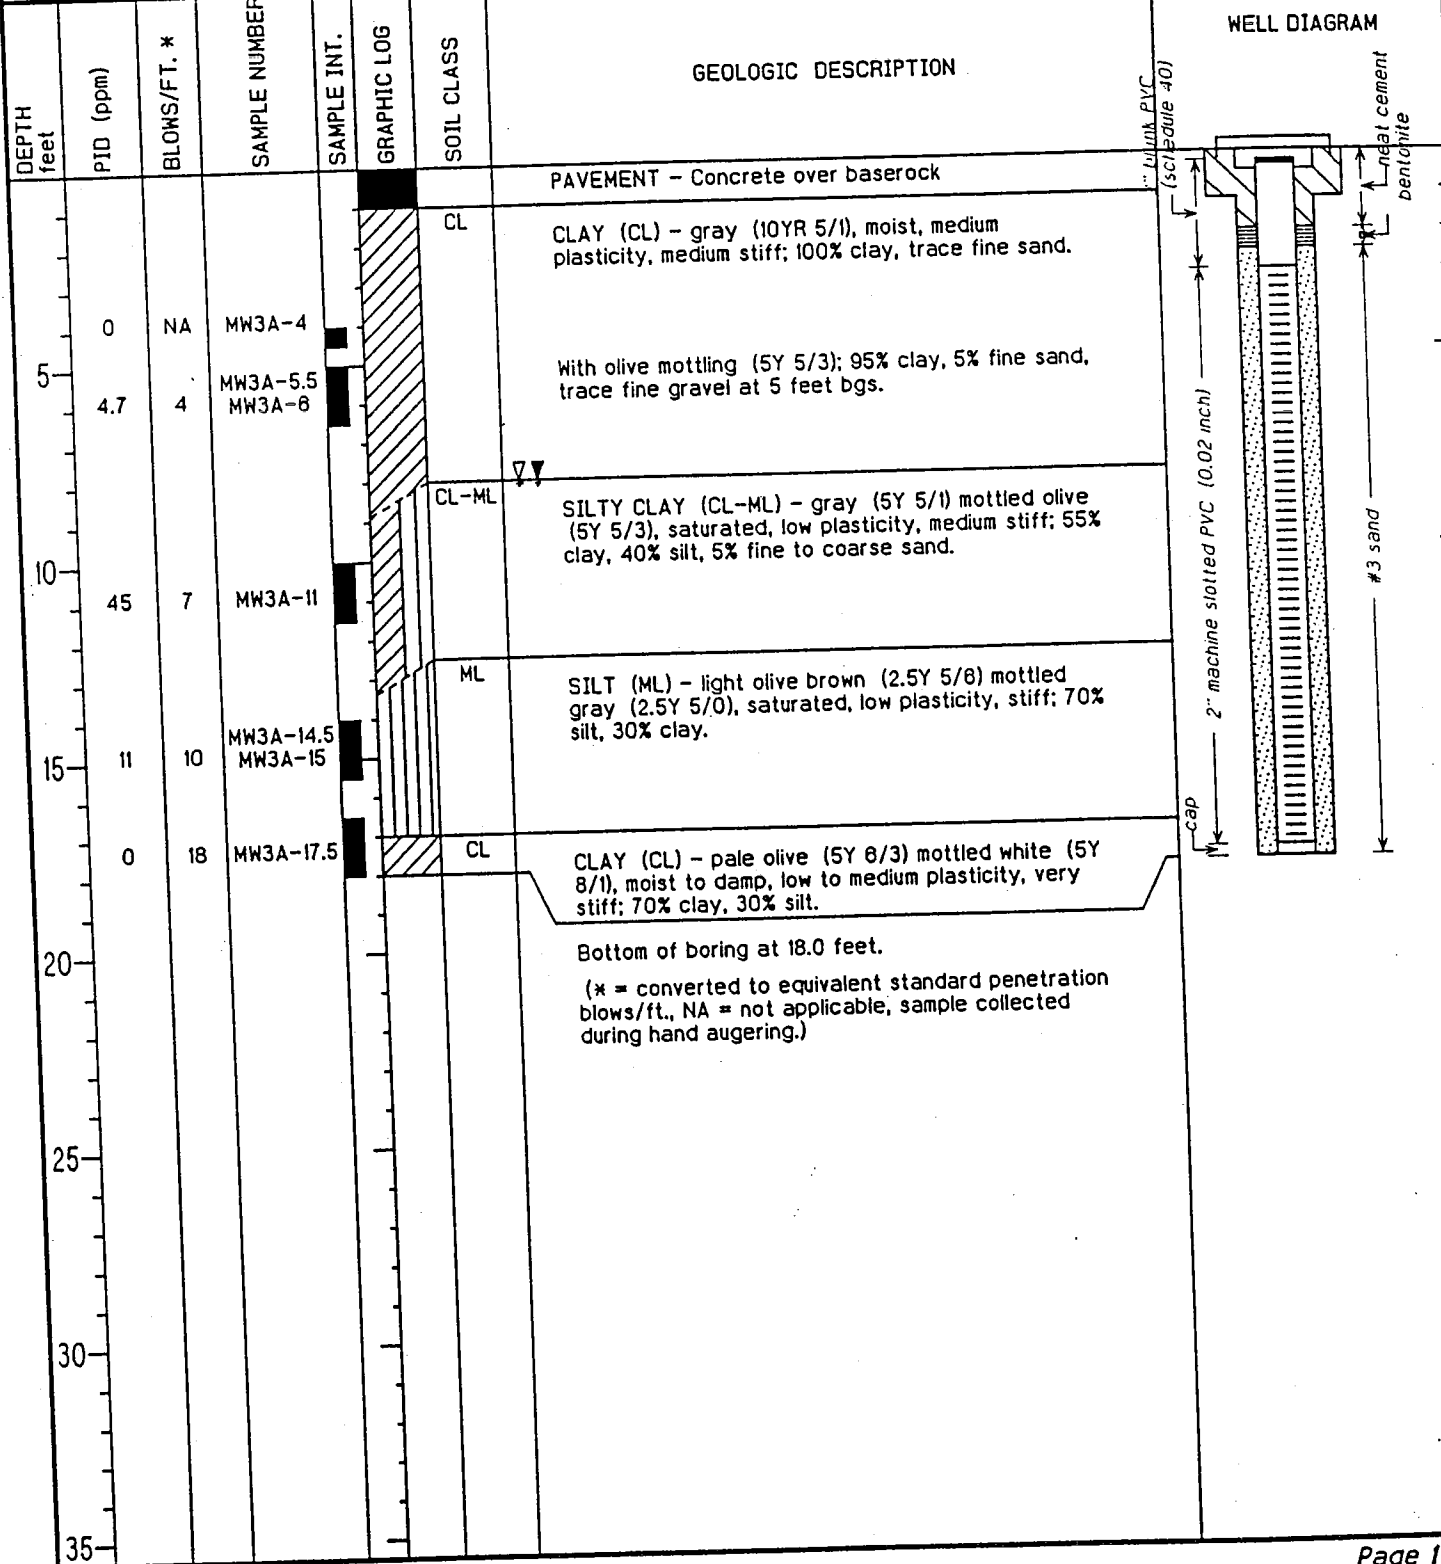 DEPTH
feet
PID (ppm)
BLOWS/FT. *
SAMPLE NUMBER
SAMPLE INT.
GRAPHIC LOG
SOIL CLASS
GEOLOGIC DESCRIPTION
WELL DIAGRAM
PVC
(schedule 40)
neat cement
bentonite
PAVEMENT - Concrete over baserock
CL
CLAY (CL) - gray (10YR 5/1), moist, medium
plasticity, medium stiff; 100% clay, trace fine sand.
0 NA MW3A-4
With olive mottling (5Y 5/3); 95% clay, 5% fine sand,
trace fine gravel at 5 feet bgs.
5
MW3A-5.5
4.7 4 MW3A-6
CL-ML
SILTY CLAY (CL-ML) - gray (5Y 5/1) mottled olive
(5Y 5/3), saturated, low plasticity, medium stiff; 55%
clay, 40% silt, 5% fine to coarse sand.
10
45 7 MW3A-11
2" machine slotted PVC (0.02 inch)
#3 sand
ML
SILT (ML) - light olive brown (2.5Y 5/6) mottled
gray (2.5Y 5/0), saturated, low plasticity, stiff; 70%
silt, 30% clay.
MW3A-14.5
15 11 10 MW3A-15
cap
0 18 MW3A-17.5
CL
CLAY (CL) - pale olive (5Y 6/3) mottled white (5Y
8/1), moist to damp, low to medium plasticity, very
stiff; 70% clay, 30% silt.
Bottom of boring at 18.0 feet.
20
(* = converted to equivalent standard penetration
blows/ft., NA = not applicable, sample collected
during hand augering.)
25
30
35
Page 1